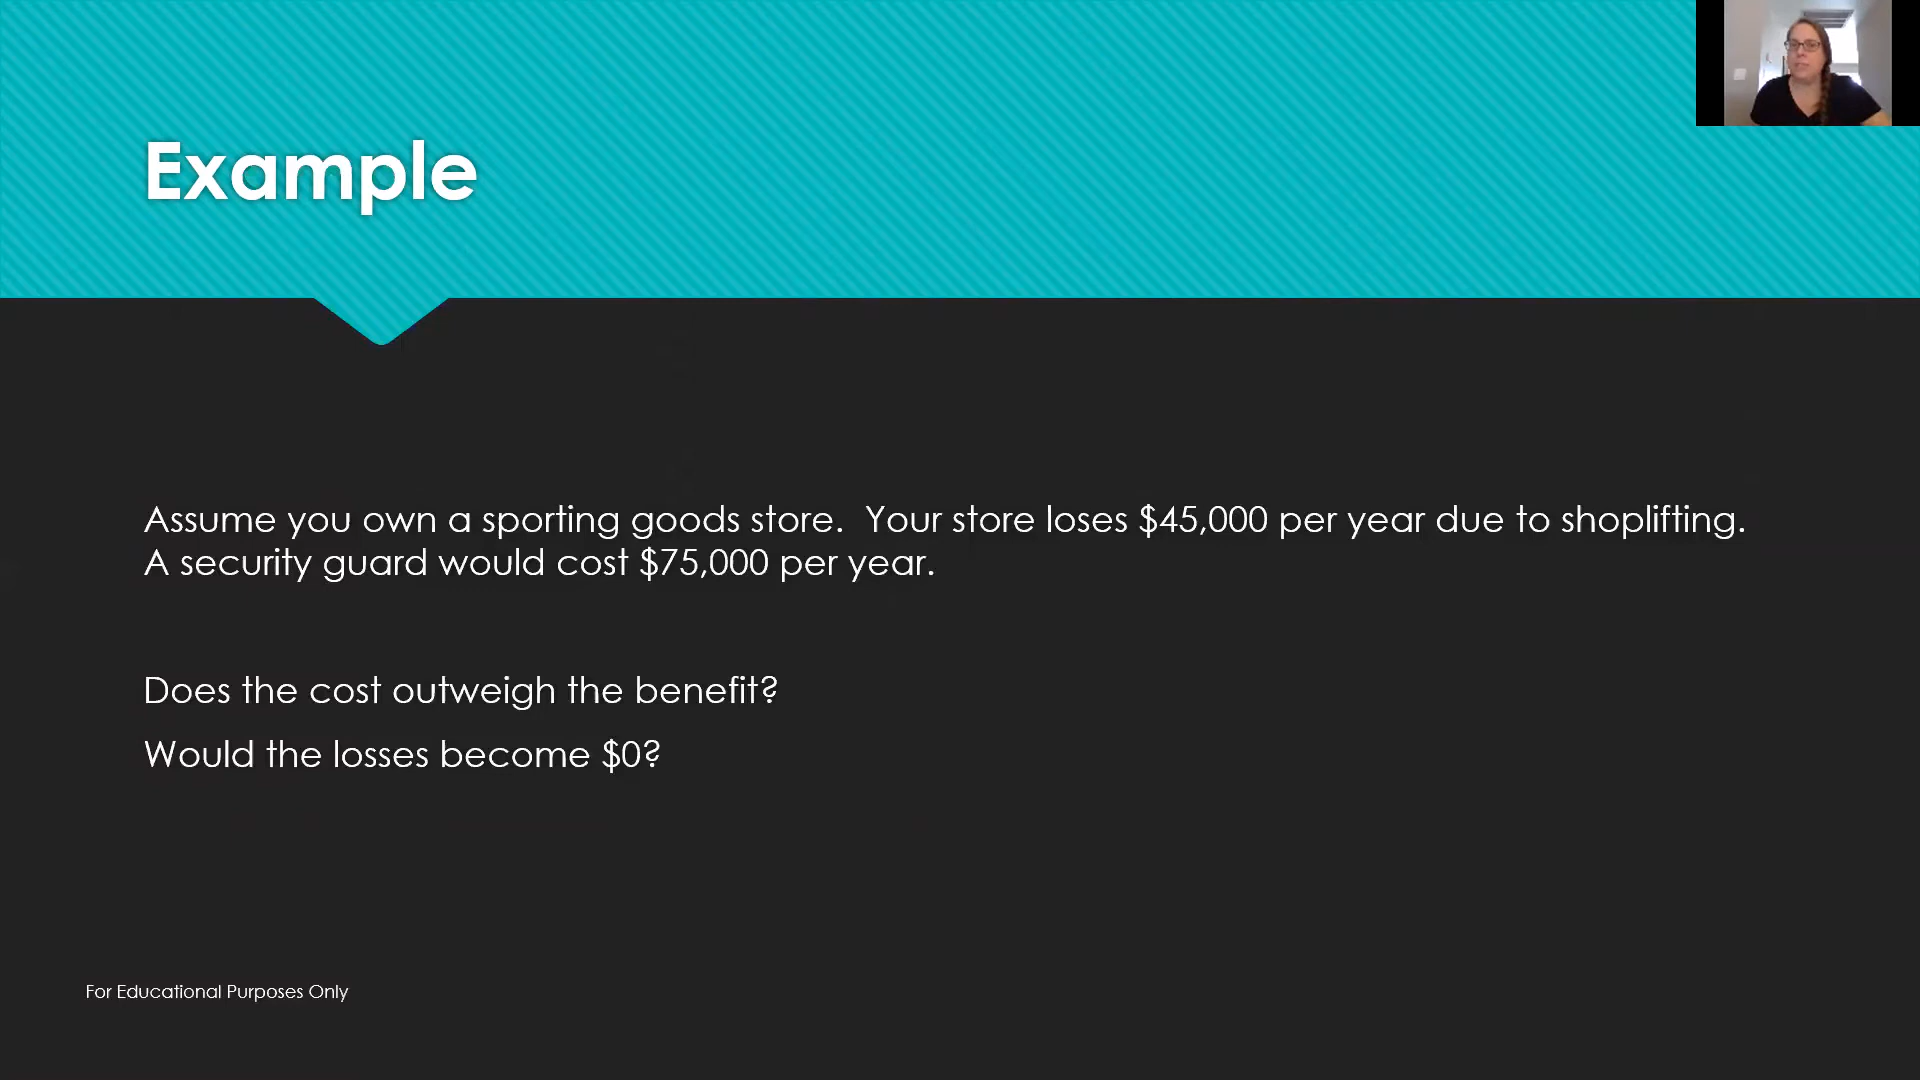 Example
Assume you own a sporting goods store.  Your store loses $45,000 per year due to shoplifting.
A security guard would cost $75,000 per year.
Does the cost outweigh the benefit?
Would the losses become $0?
For Educational Purposes Only